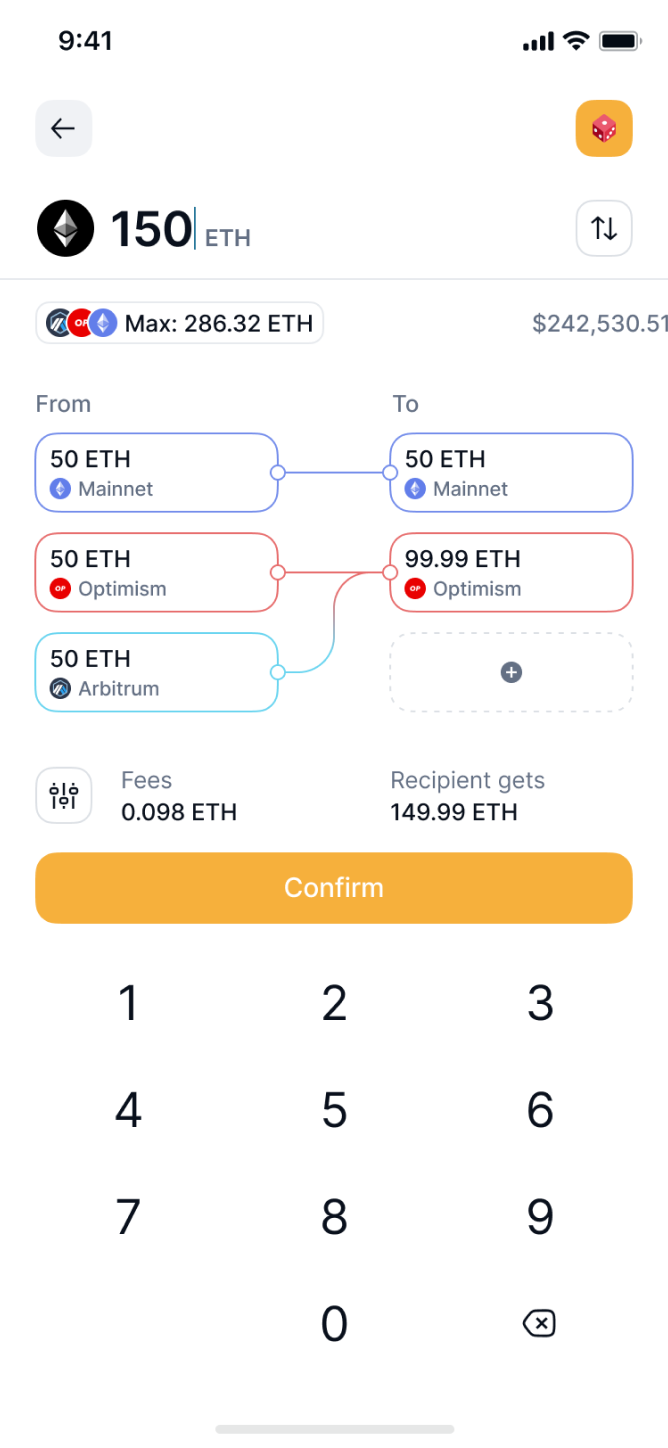 9:41
150 ETH
OP Max: 286.32 ETH $242,530.51
From To
50 ETH 50 ETH
Mainnet Mainnet
50 ETH 99.99 ETH
OP Optimism OP Optimism
50 ETH
Arbitrum
Fees Recipient gets
0.098 ETH 149.99 ETH
Confirm
1 2 3
4 5 6
7 8 9
0